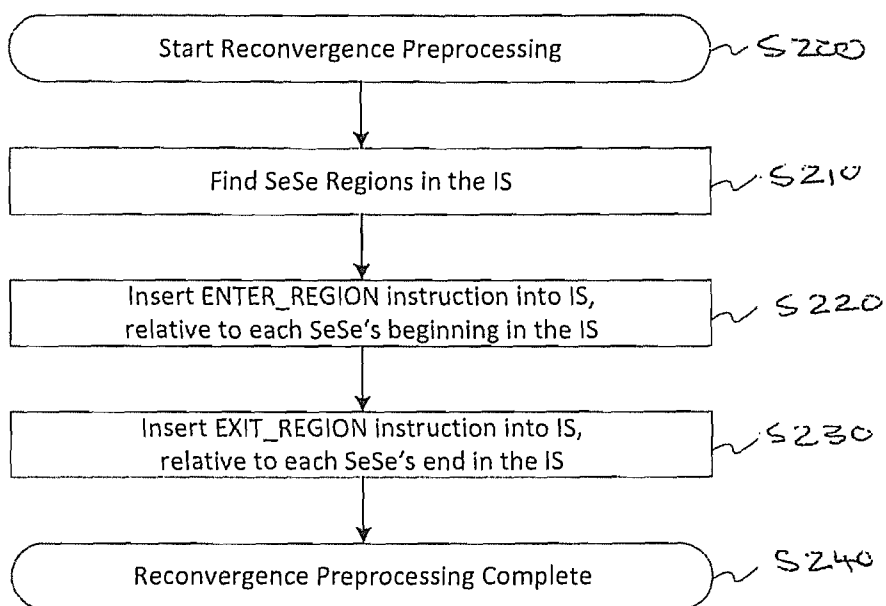 Start Reconvergence Preprocessing
S200
Find SeSe Regions in the IS
S210
Insert ENTER_REGION instruction into IS,
relative to each SeSe's beginning in the IS
S220
Insert EXIT_REGION instruction into IS,
relative to each SeSe's end in the IS
S230
Reconvergence Preprocessing Complete
S240